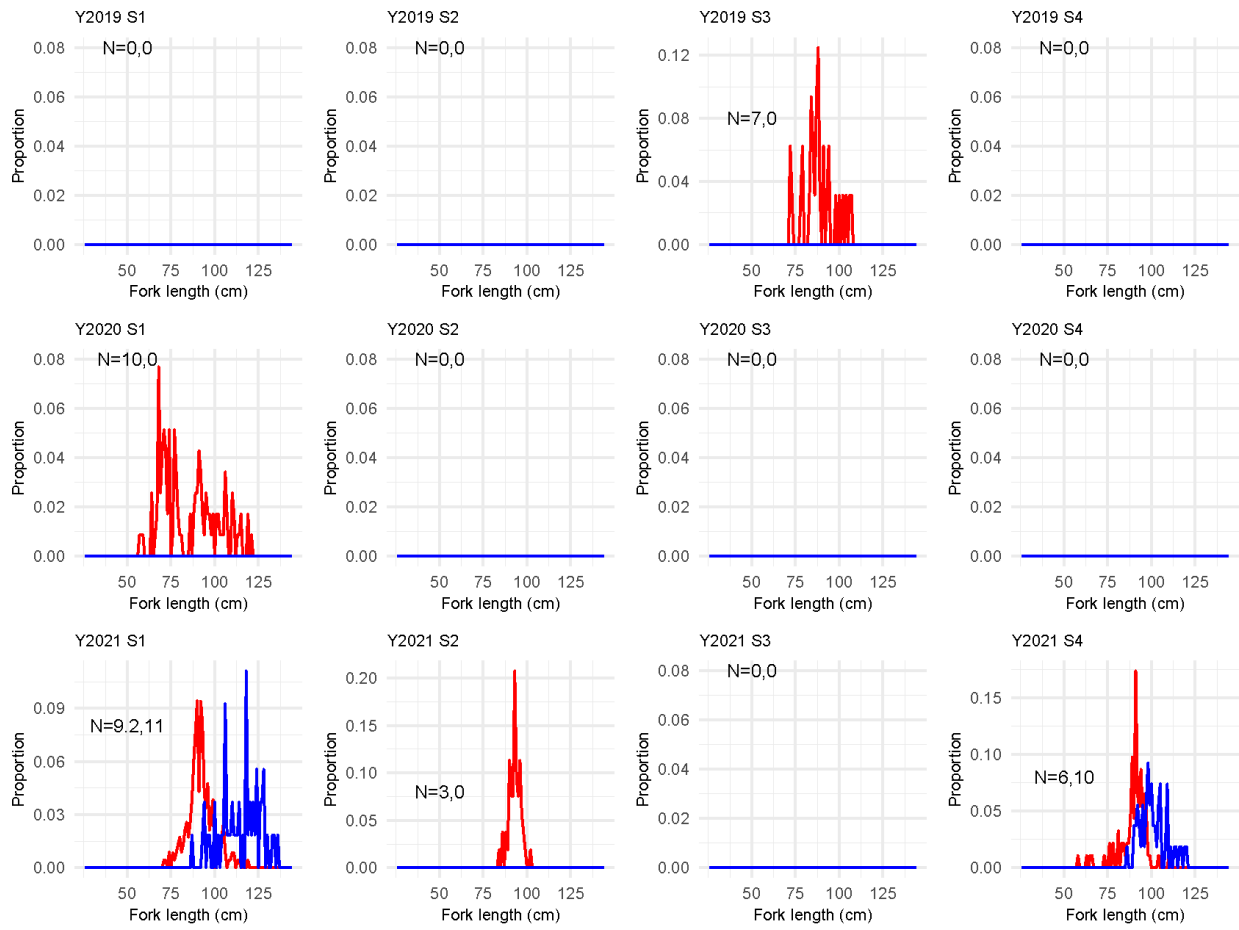 Y2019 S1
Y2019 S2
Y2019 S3
Y2019 S4
Proportion
0.08
0.06
0.04
0.02
0.00
N=0,0
50 75 100 125
Fork length (cm)
Proportion
0.08
0.06
0.04
0.02
0.00
N=0,0
50 75 100 125
Fork length (cm)
Proportion
0.12
0.08
0.04
0.00
N=7,0
50 75 100 125
Fork length (cm)
Proportion
0.08
0.06
0.04
0.02
0.00
N=0,0
50 75 100 125
Fork length (cm)
Y2020 S1
Y2020 S2
Y2020 S3
Y2020 S4
Proportion
0.08
0.06
0.04
0.02
0.00
N=10,0
50 75 100 125
Fork length (cm)
Proportion
0.08
0.06
0.04
0.02
0.00
N=0,0
50 75 100 125
Fork length (cm)
Proportion
0.08
0.06
0.04
0.02
0.00
N=0,0
50 75 100 125
Fork length (cm)
Proportion
0.08
0.06
0.04
0.02
0.00
N=0,0
50 75 100 125
Fork length (cm)
Y2021 S1
Y2021 S2
Y2021 S3
Y2021 S4
Proportion
0.09
0.06
0.03
0.00
N=9.2,11
50 75 100 125
Fork length (cm)
Proportion
0.20
0.15
0.10
0.05
0.00
N=3,0
50 75 100 125
Fork length (cm)
Proportion
0.08
0.06
0.04
0.02
0.00
N=0,0
50 75 100 125
Fork length (cm)
Proportion
0.15
0.10
0.05
0.00
N=6,10
50 75 100 125
Fork length (cm)